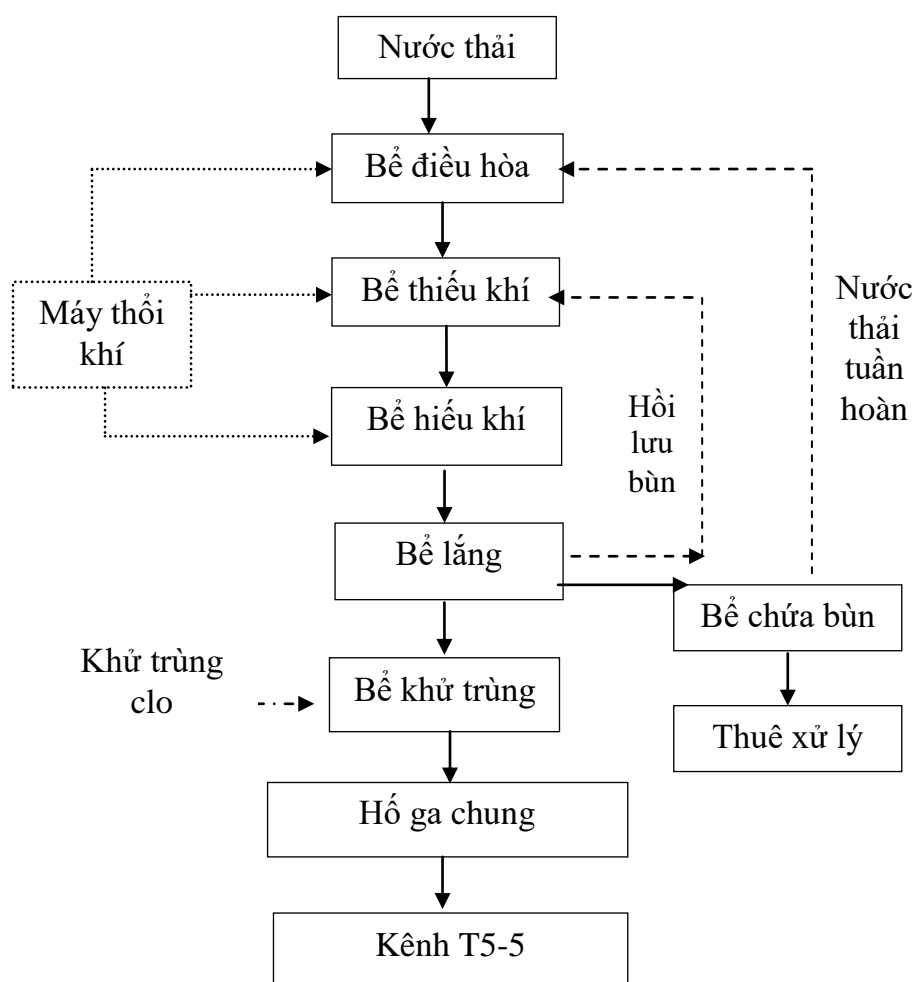 Nước thải
Bể điều hòa
Máy thổi
khí
Bể thiếu khí
Nước
thải
tuần
hoàn
Bể hiếu khí
Hồi
lưu
bùn
Bể lắng
Bể chứa bùn
Khử trùng
clo
Bể khử trùng
Thuê xử lý
Hố ga chung
Kênh T5-5